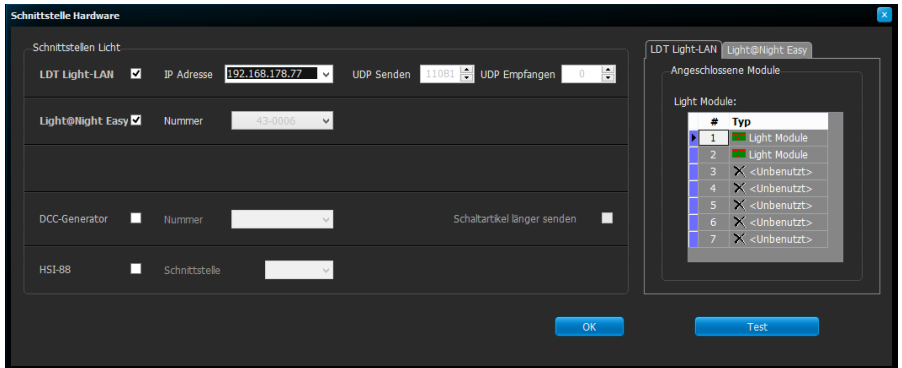 Schnittstelle Hardware
Schnittstellen Licht
LDT Light-LAN IP Adresse 192.168.178.77 UDP Senden 11081 UDP Empfangen 0
Light@Night Easy Nummer 43-0006
DCC-Generator Nummer Schaltartikel länger senden
HSI-88 Schnittstelle
OK
LDT Light-LAN Light@Night Easy
Angeschlossene Module
Light Module:
# Typ
1 Light Module
2 Light Module
3 <Unbenutzt>
4 <Unbenutzt>
5 <Unbenutzt>
6 <Unbenutzt>
7 <Unbenutzt>
Test